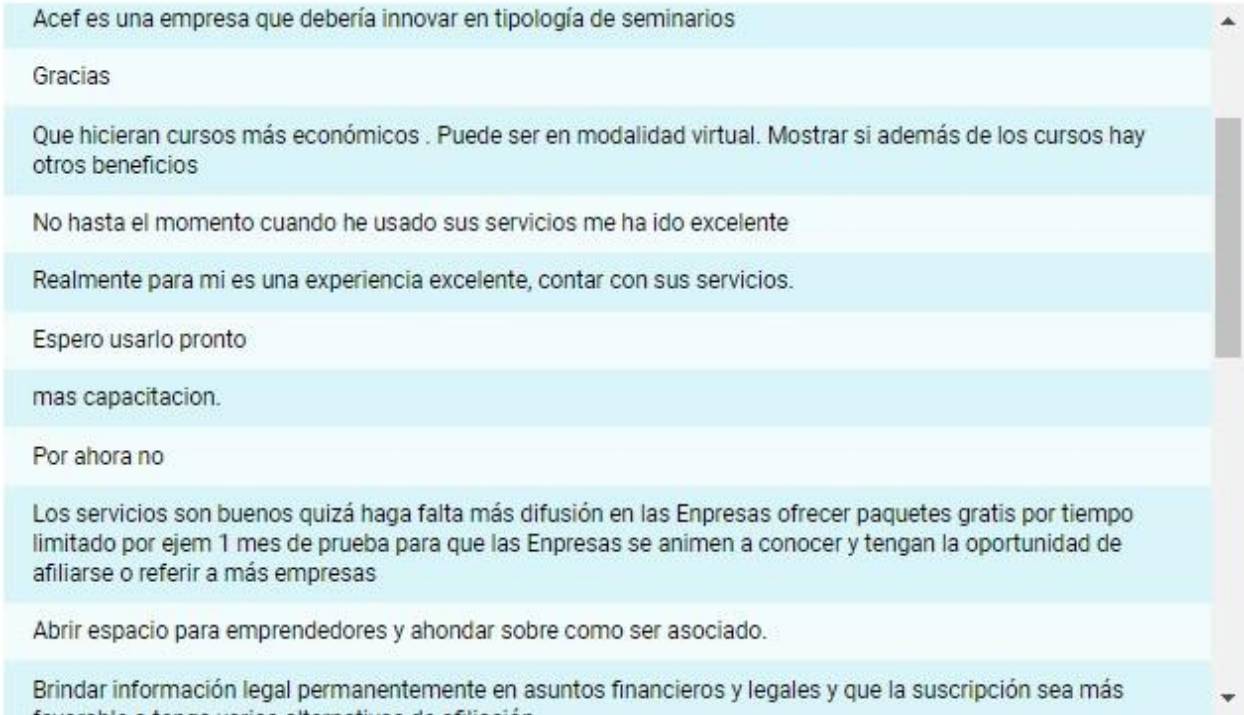 Acef es una empresa que debería innovar en tipología de seminarios
Gracias
Que hicieran cursos más económicos . Puede ser en modalidad virtual. Mostrar si además de los cursos hay
otros beneficios
No hasta el momento cuando he usado sus servicios me ha ido excelente
Realmente para mi es una experiencia excelente, contar con sus servicios.
Espero usarlo pronto
mas capacitacion.
Por ahora no
Los servicios son buenos quizá haga falta más difusión en las Enpresas ofrecer paquetes gratis por tiempo
limitado por ejem 1 mes de prueba para que las Enpresas se animen a conocer y tengan la oportunidad de
afiliarse o referir a más empresas
Abrir espacio para emprendedores y ahondar sobre como ser asociado.
Brindar información legal permanentemente en asuntos financieros y legales y que la suscripción sea más